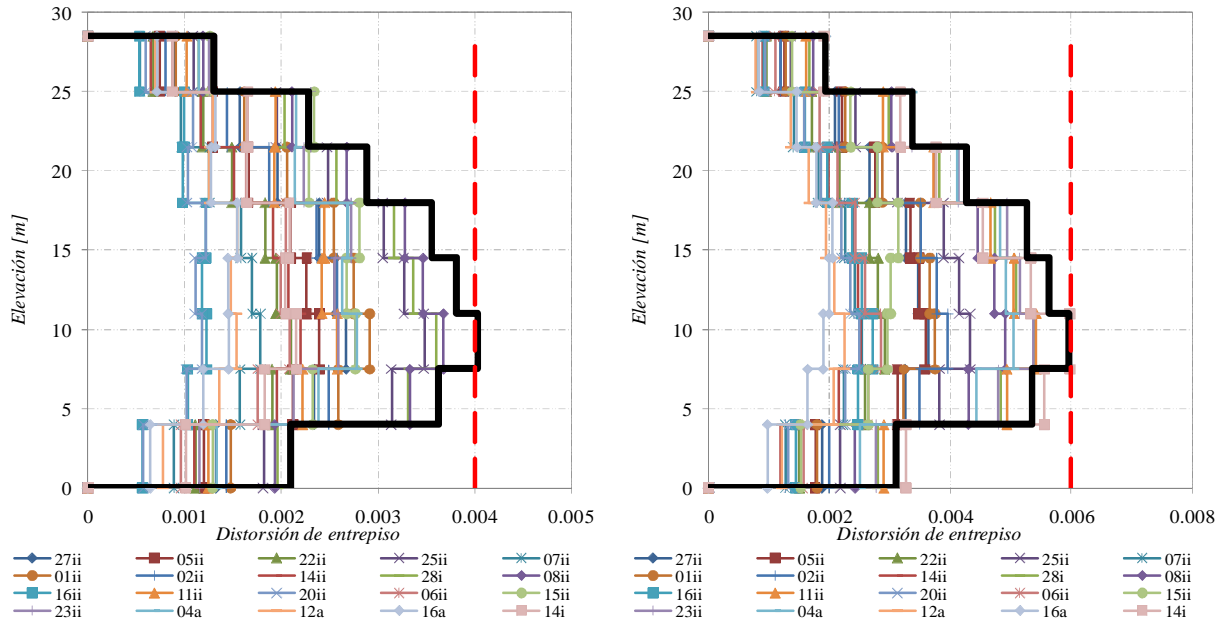 30
25
20
15
10
5
0
Elevación [m]
0 0.001 0.002 0.003 0.004 0.005
Distorsión de entrepiso
27ii 05ii 22ii 25ii 07ii
01ii 02ii 14ii 28i 08ii
16ii 11ii 20ii 06ii 15ii
23ii 04a 12a 16a 14i
30
25
20
15
10
5
0
Elevación [m]
0 0.002 0.004 0.006 0.008
Distorsión de entrepiso
27ii 05ii 22ii 25ii 07ii
01ii 02ii 14ii 28i 08ii
16ii 11ii 20ii 06ii 15ii
23ii 04a 12a 16a 14i